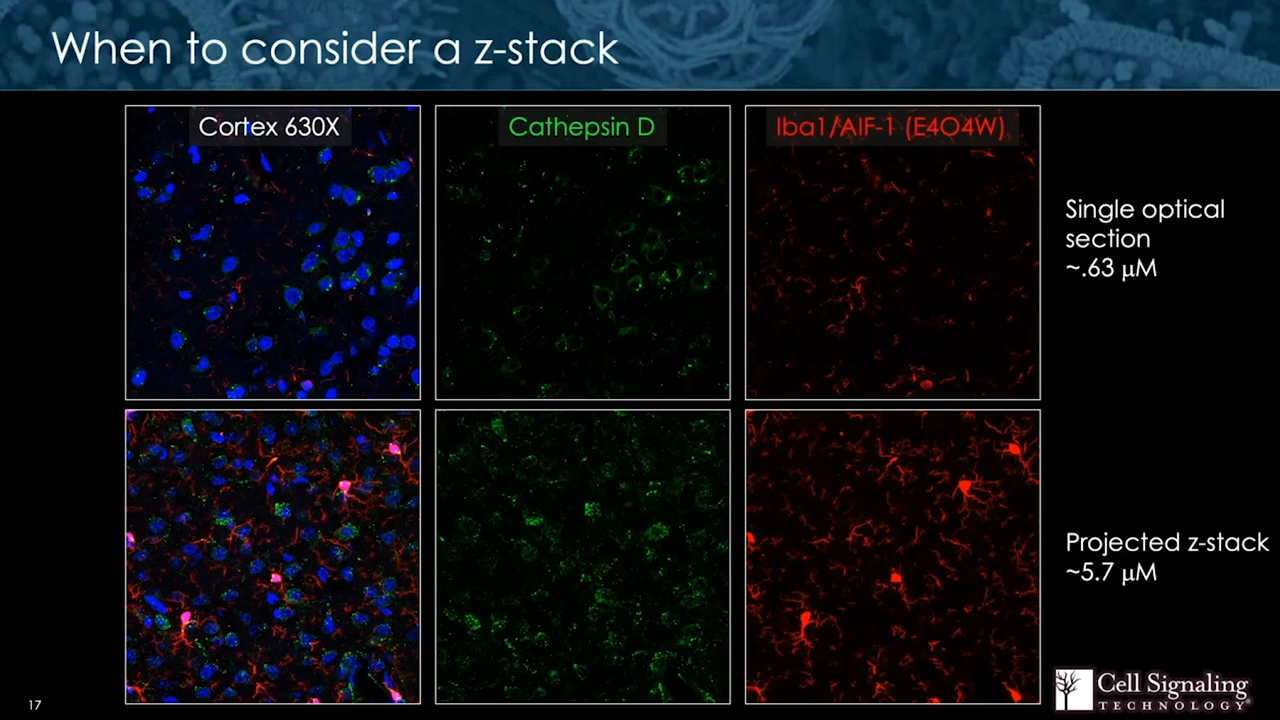 When to consider a z-stack
Cortex 630X
Cathepsin D
Iba1/AIF-1 (E4O4W)
Single optical
section
~.63 μM
Projected z-stack
~5.7 μM
17
Cell Signaling
TECHNOLOGY®